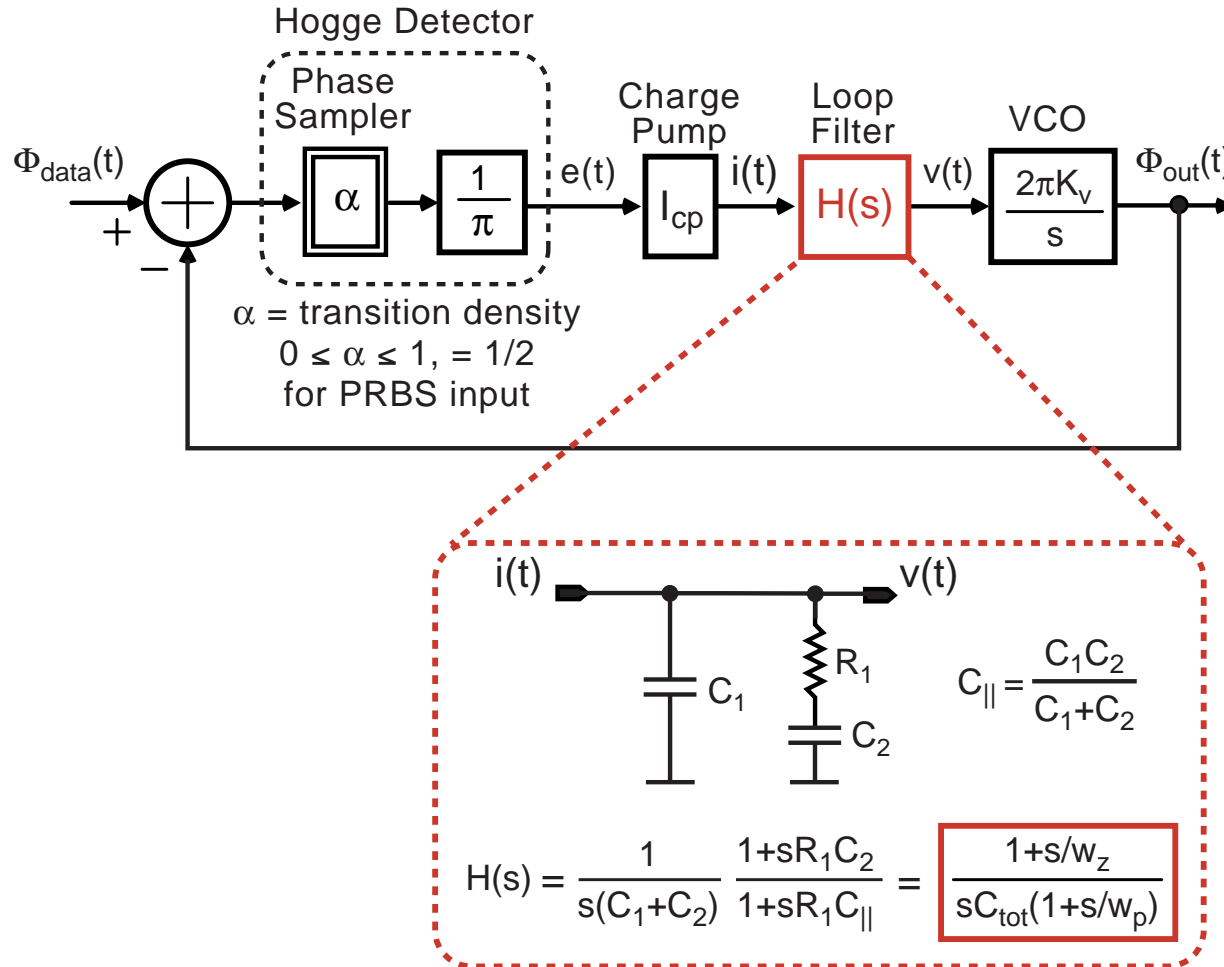 Hogge Detector
Phase
Sampler
Charge
Pump
Loop
Filter
VCO
Φdata(t)
+
−
α
1
π
e(t)
Icp
i(t)
H(s)
v(t)
2πKv
s
Φout(t)
α = transition density
0 ≤ α ≤ 1, = 1/2
for PRBS input
i(t)
v(t)
C1
R1
C2
C|| = C1C2 / C1+C2
H(s) = 1 / s(C1+C2) 1+sR1C2 / 1+sR1C|| = 1+s/wz / sCtot(1+s/wp)